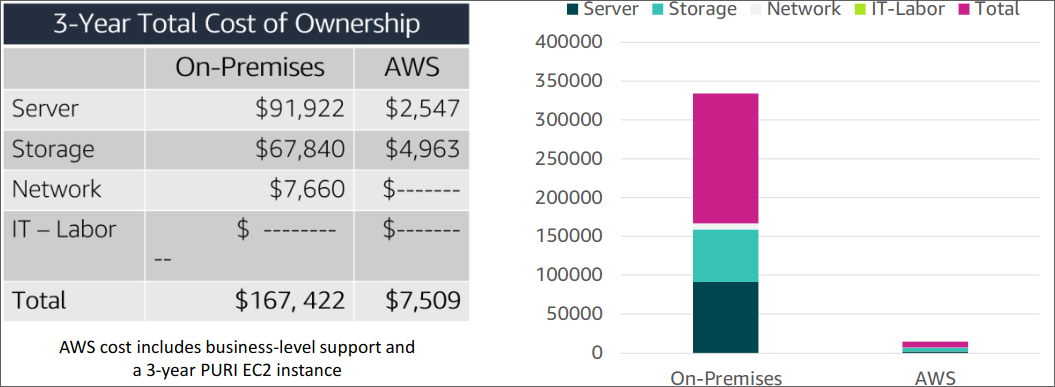 3-Year Total Cost of Ownership
On-Premises AWS
Server $91,922 $2,547
Storage $67,840 $4,963
Network $7,660 $-------
IT – Labor $ -------- $-------
--
Total $167, 422 $7,509
AWS cost includes business-level support and
a 3-year PURI EC2 instance
Server Storage Network IT-Labor Total
400000
350000
300000
250000
200000
150000
100000
50000
0
On-Premises AWS